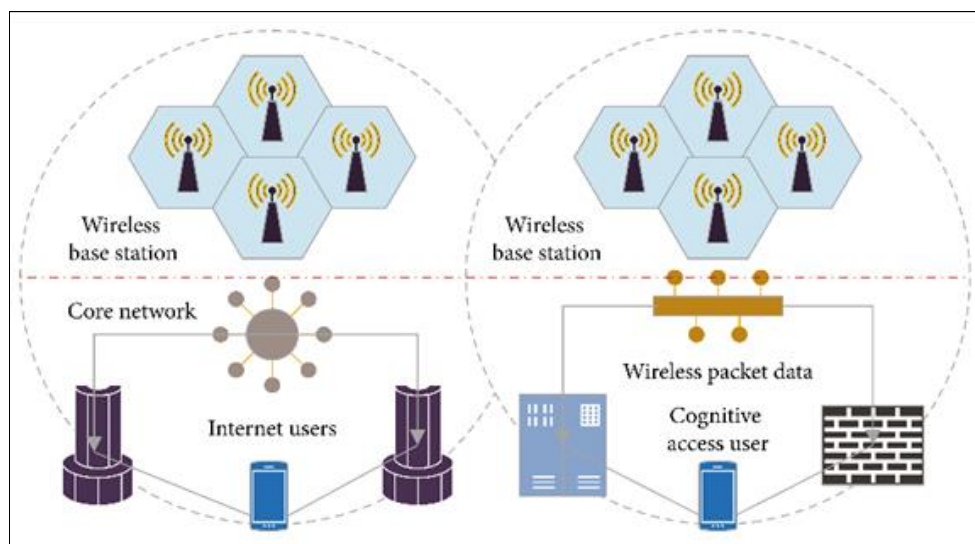 Wireless
base station
Core network
Internet users
Wireless
base station
Wireless packet data
Cognitive
access user